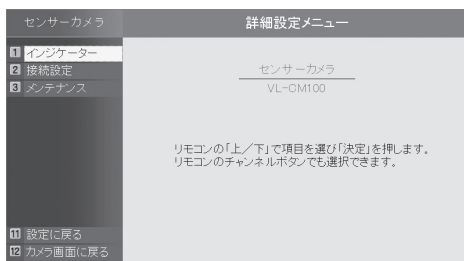 センサーカメラ
詳細設定メニュー
1 インジケーター
2 接続設定
3 メンテナンス
センサーカメラ
VL-CM100
リモコンの「上／下」で項目を選び「決定」を押します。
リモコンのチャンネルボタンでも選択できます。
11 設定に戻る
12 カメラ画面に戻る